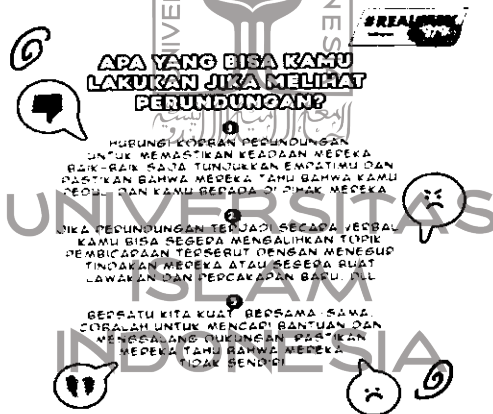 #REALTALK
APA YANG BISA KAMU
LAKUKAN JIKA MELIHAT
PERUNDUNGAN?
1
HUBUNGI KORBAN PERUNDUNGAN
UNTUK MEMASTIKAN KEADAAN MEREKA
BAIK-BAIK SAJA TUNJUKKAN EMPATIMU DAN
PASTIKAN BAHWA MEREKA TAHU BAHWA KAMU
PEDULI DAN KAMU BERADA DI PIHAK MEREKA
2
JIKA PERUNDUNGAN TERJADI SECARA VERBAL
KAMU BISA SEGERA MENGALIHKAN TOPIK
PEMBICARAAN TERSEBUT DENGAN MENEGUR
TINDAKAN MEREKA ATAU SEGERA BUAT
LAWAKAN DAN PERCAKAPAN BARU, DLL
3
BERSATU KITA KUAT, BERSAMA-SAMA,
COBALAH UNTUK MENCARI BANTUAN DAN
MENGGALANG DUKUNGAN. PASTIKAN
MEREKA TAHU BAHWA MEREKA
TIDAK SENDIRI
UNIVERSITAS
ISLAM
INDONESIA